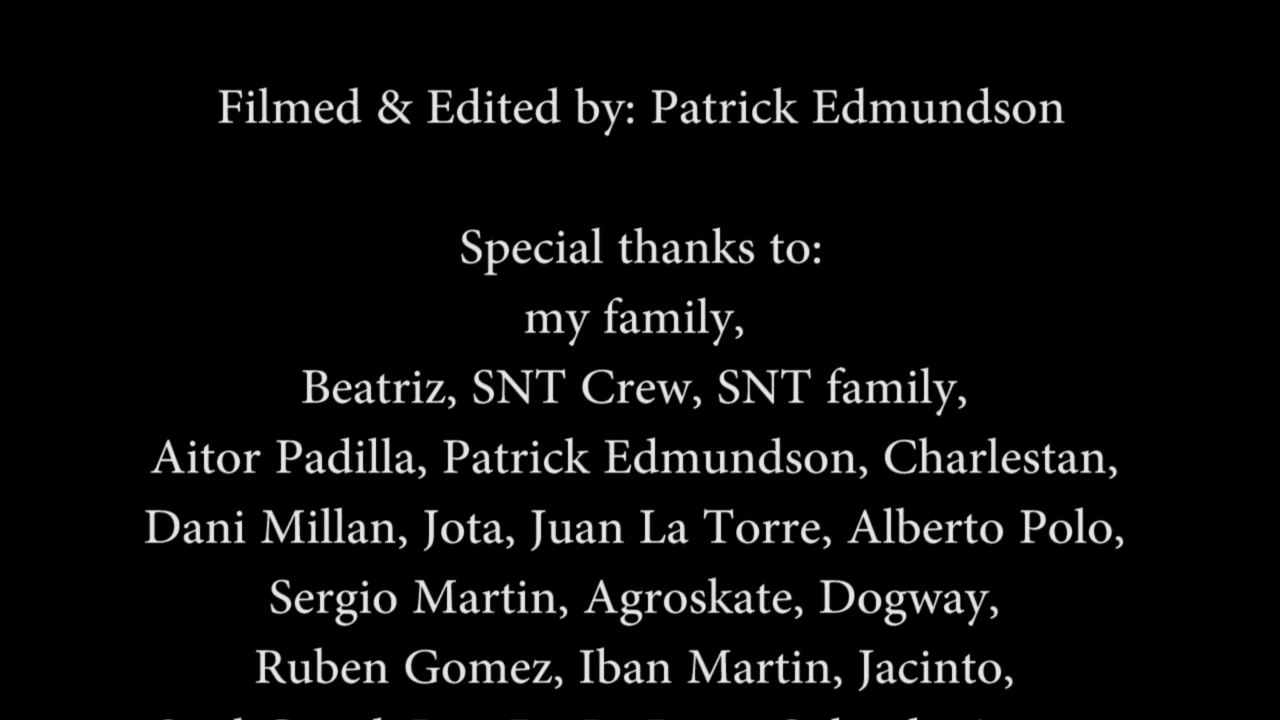 Filmed & Edited by: Patrick Edmundson
Special thanks to:
my family,
Beatriz, SNT Crew, SNT family,
Aitor Padilla, Patrick Edmundson, Charlestan,
Dani Millan, Jota, Juan La Torre, Alberto Polo,
Sergio Martin, Agroskate, Dogway,
Ruben Gomez, Iban Martin, Jacinto,